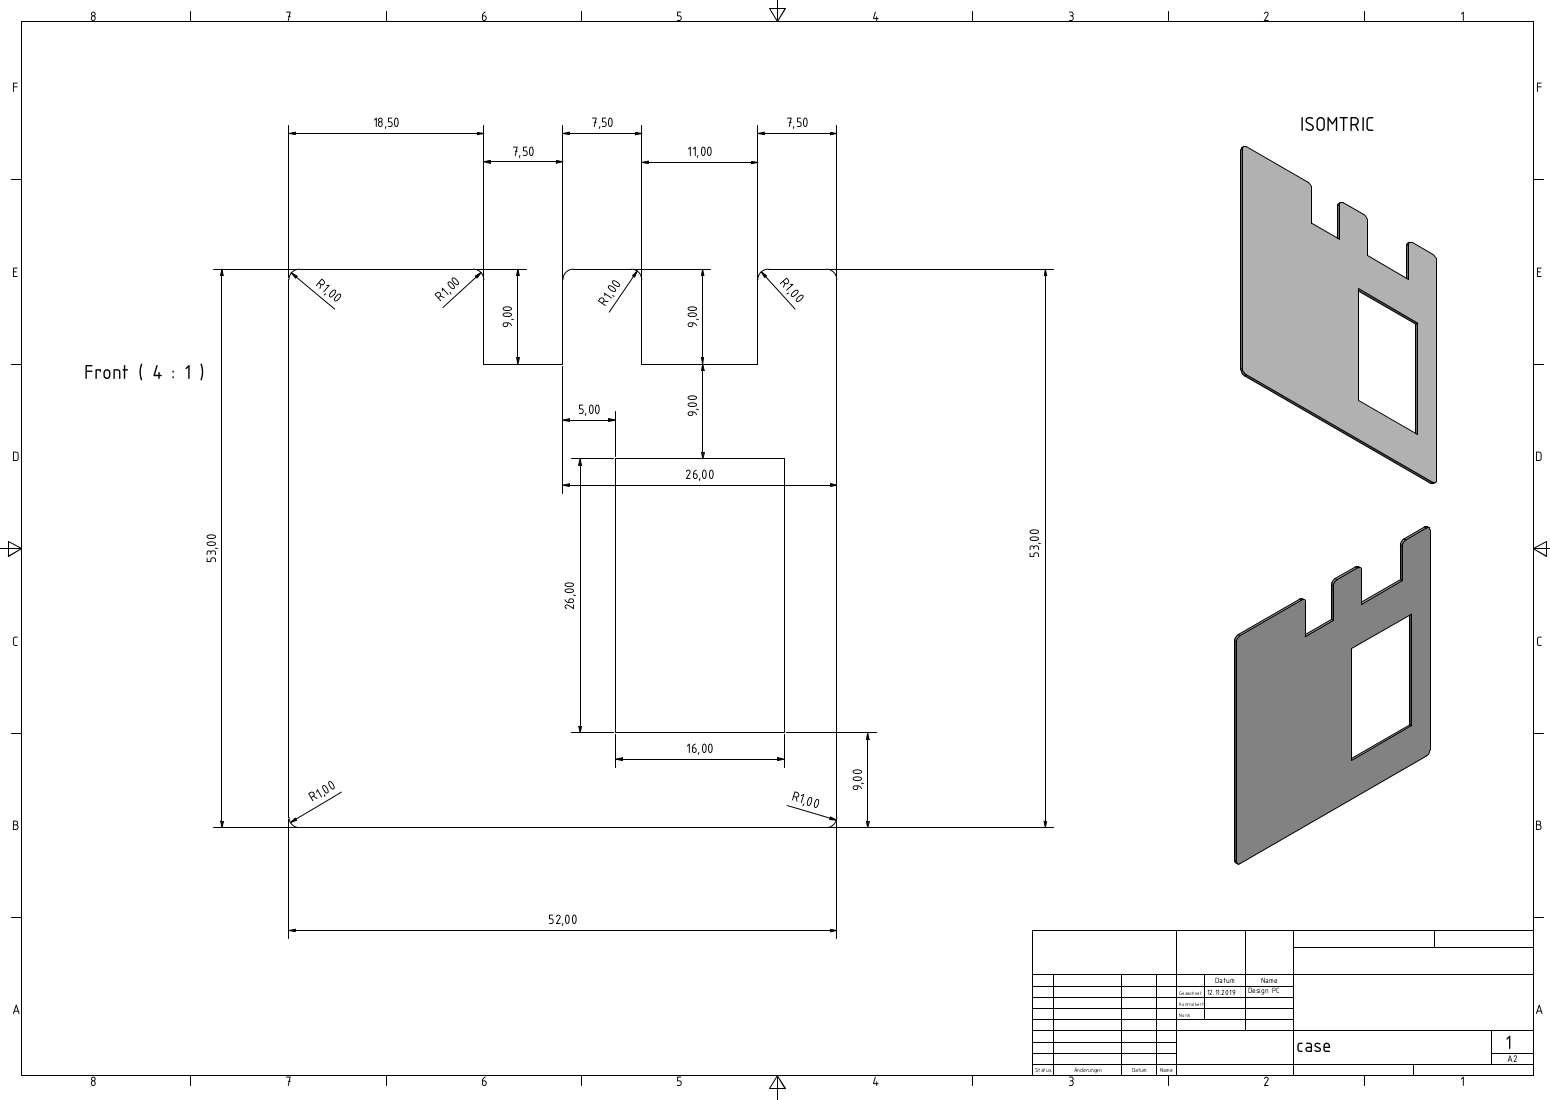 8 7 6 5 4 3 2 1
F F
18,50 7,50 7,50
ISOMTRIC
7,50 11,00
E E
R1,00 R1,00 R1,00 R1,00
9,00 9,00
Front ( 4 : 1 )
5,00 9,00
D D
26,00
53,00 53,00
26,00
C C
16,00
9,00
R1,00 R1,00
B B
52,00
Datum Name
Gezeichnet 12.11.2019 Design PC
Kontrolliert
Norm
A A
case 1
A2
Status Änderungen Datum Name
8 7 6 5 4 3 2 1